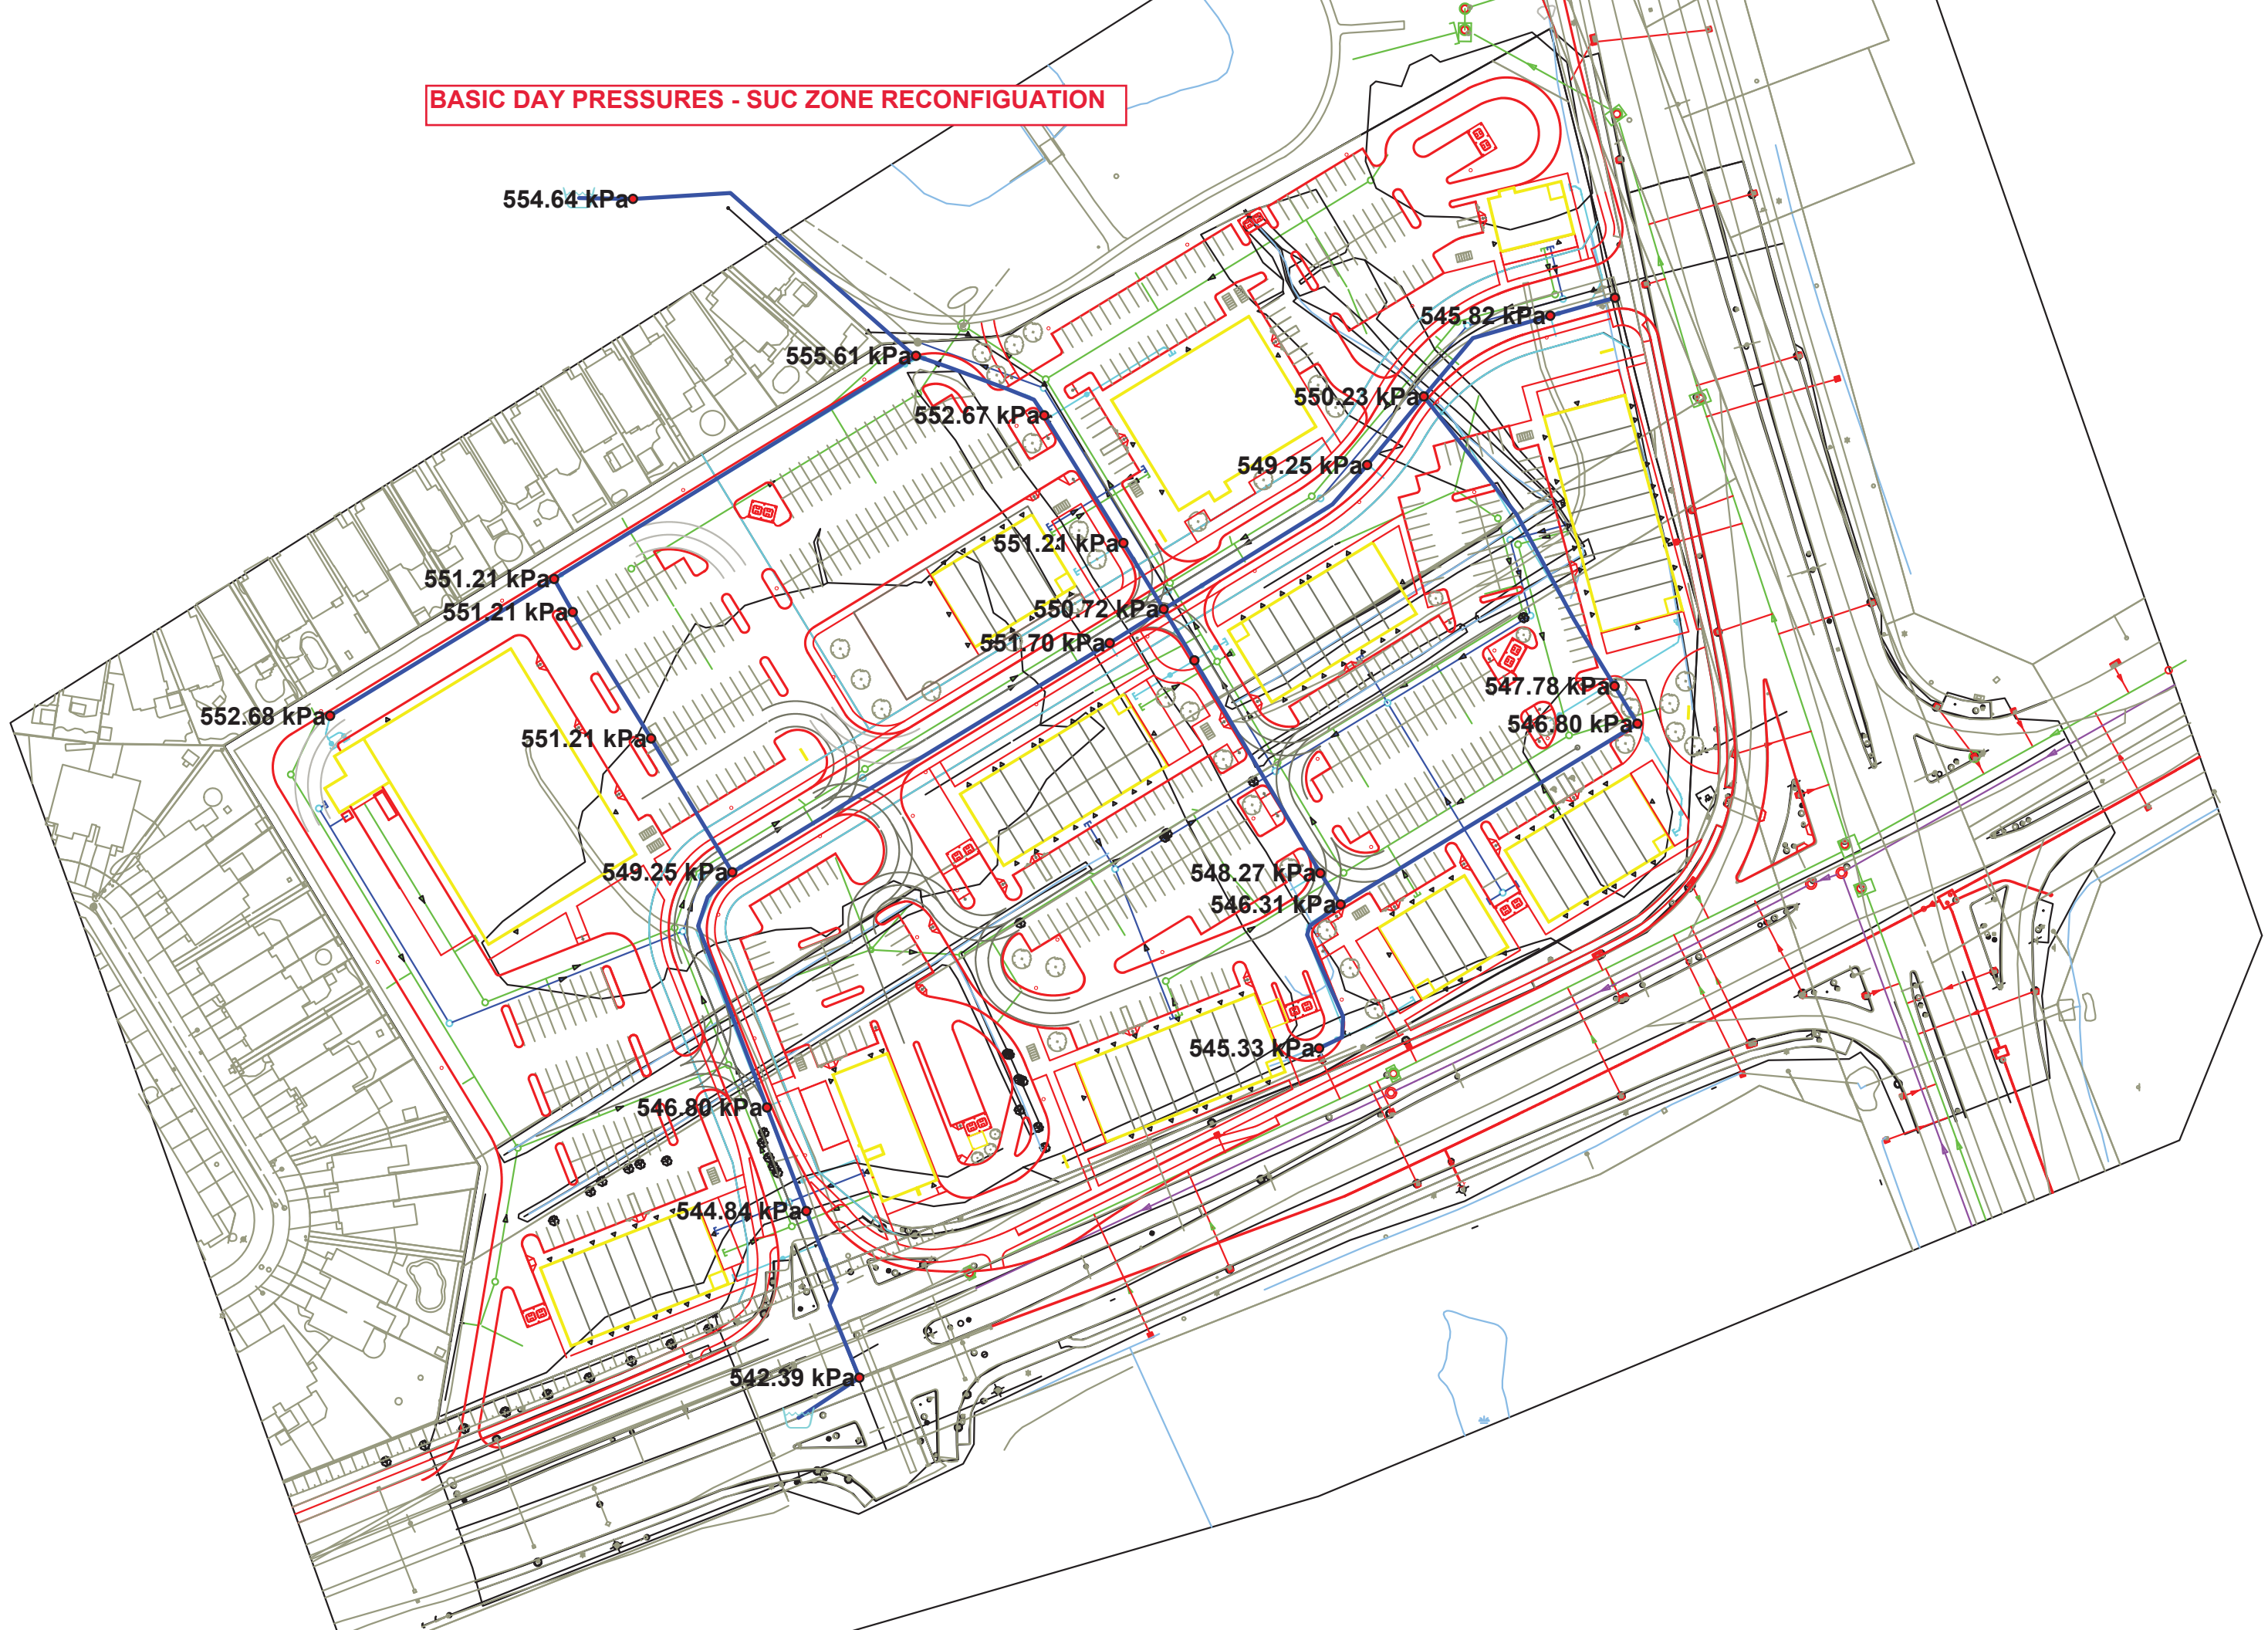 BASIC DAY PRESSURES - SUC ZONE RECONFIGUATION
554.64 kPa
545.82 kPa
555.61 kPa
550.23 kPa
552.67 kPa
549.25 kPa
551.21 kPa
551.21 kPa
551.21 kPa
550.72 kPa
551.70 kPa
547.78 kPa
552.68 kPa
546.80 kPa
551.21 kPa
549.25 kPa
548.27 kPa
546.31 kPa
545.33 kPa
546.80 kPa
544.84 kPa
542.39 kPa